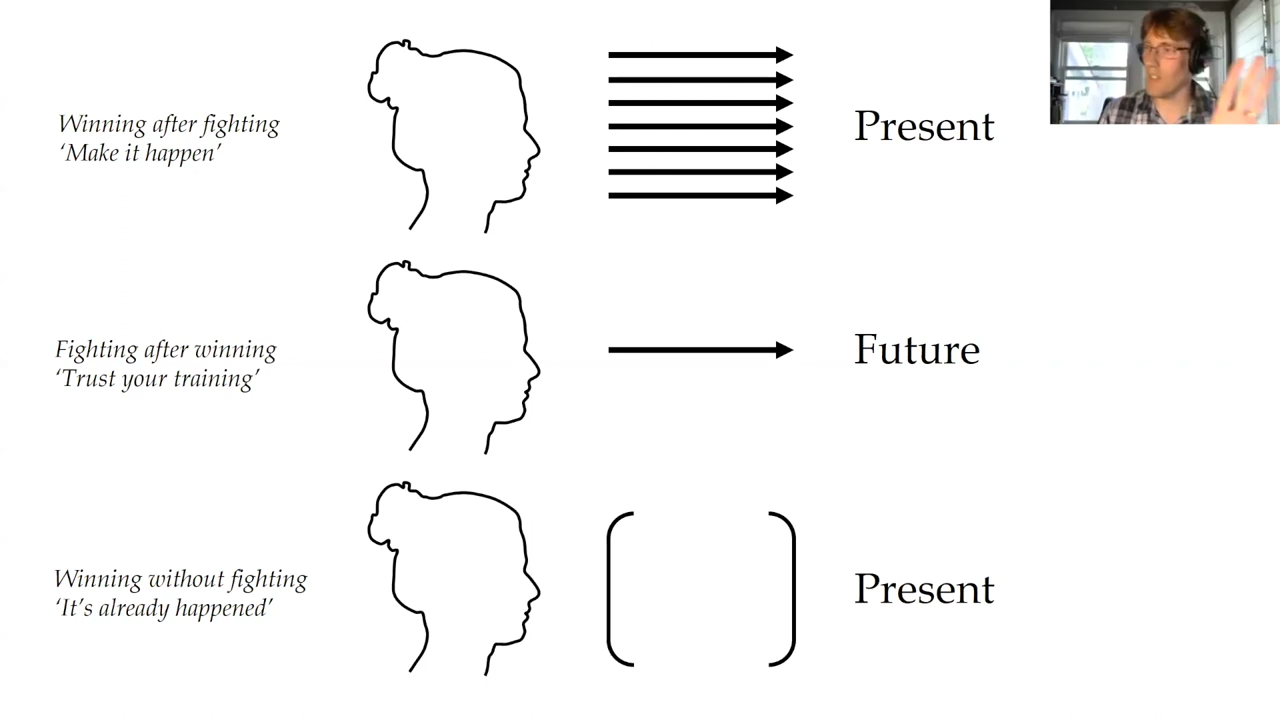 Winning after fighting
‘Make it happen’
Present
Fighting after winning
‘Trust your training’
Future
Winning without fighting
‘It’s already happened’
Present